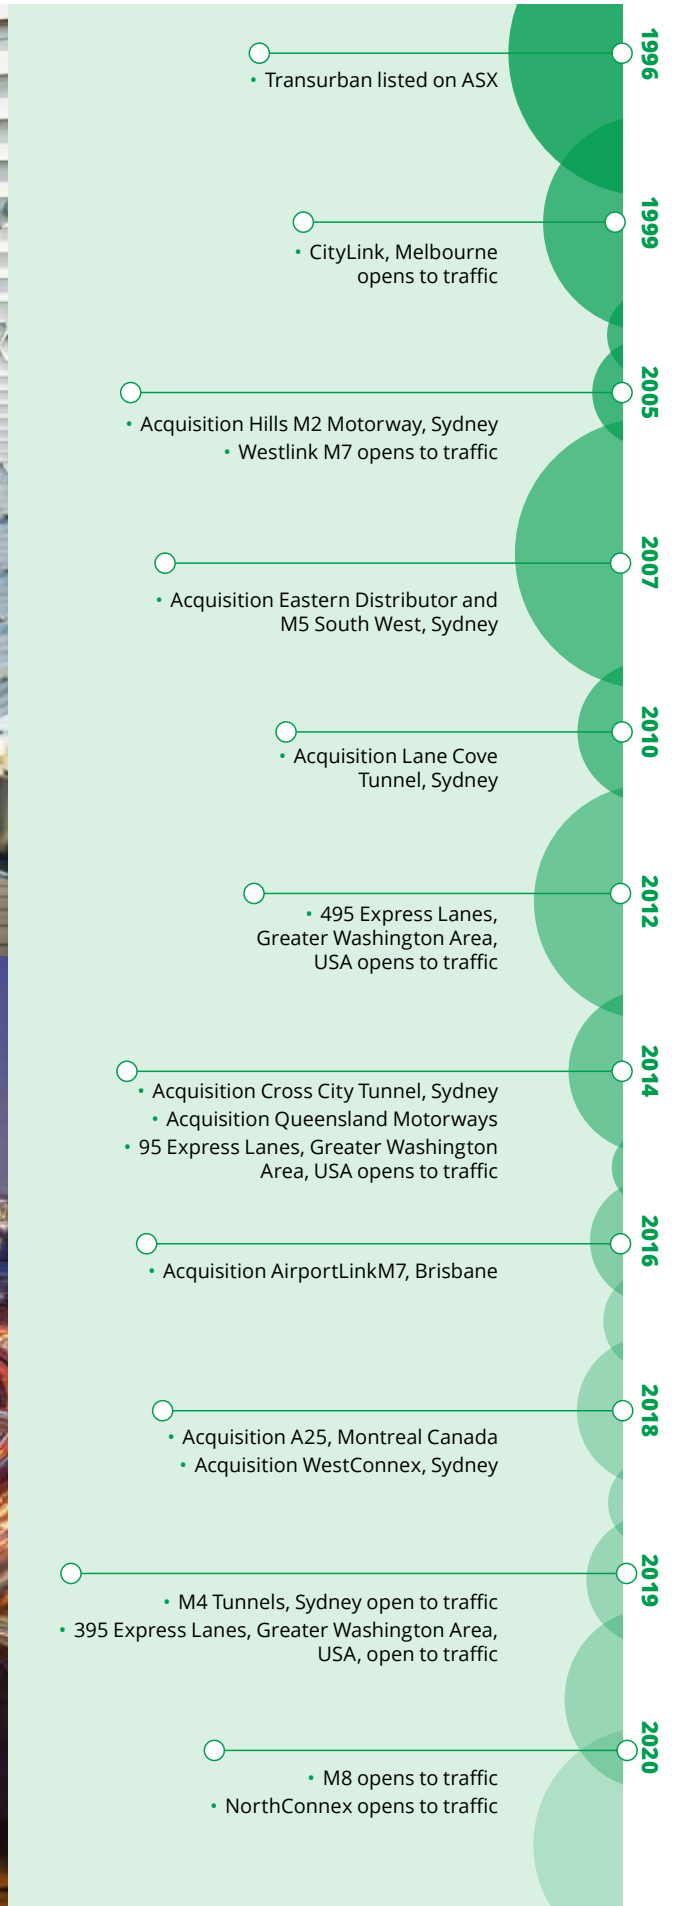 1996
• Transurban listed on ASX
1999
• CityLink, Melbourne
opens to traffic
2005
• Acquisition Hills M2 Motorway, Sydney
• Westlink M7 opens to traffic
2007
• Acquisition Eastern Distributor and
M5 South West, Sydney
2010
• Acquisition Lane Cove
Tunnel, Sydney
2012
• 495 Express Lanes,
Greater Washington Area,
USA opens to traffic
2014
• Acquisition Cross City Tunnel, Sydney
• Acquisition Queensland Motorways
• 95 Express Lanes, Greater Washington
Area, USA opens to traffic
2016
• Acquisition AirportLinkM7, Brisbane
2018
• Acquisition A25, Montreal Canada
• Acquisition WestConnex, Sydney
2019
• M4 Tunnels, Sydney open to traffic
• 395 Express Lanes, Greater Washington Area,
USA, open to traffic
2020
• M8 opens to traffic
• NorthConnex opens to traffic